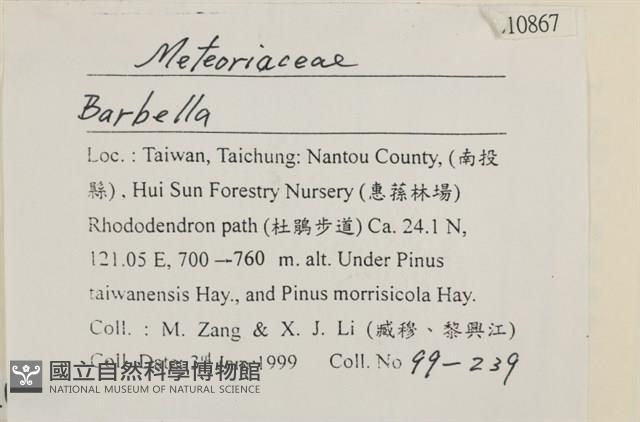 10867
Meteoriaceae
Barbella
Loc. : Taiwan, Taichung: Nantou County, (南投
縣) , Hui Sun Forestry Nursery (惠蓀林場)
Rhododendron path (杜鵑步道) Ca. 24.1 N,
121.05 E, 700 —760 m. alt. Under Pinus
taiwanensis Hay., and Pinus morrisicola Hay.
Coll. : M. Zang & X. J. Li (臧穆、黎興江)
Coll. Date: 1999 Coll. No 99-239
國立自然科學博物館
NATIONAL MUSEUM OF NATURAL SCIENCE